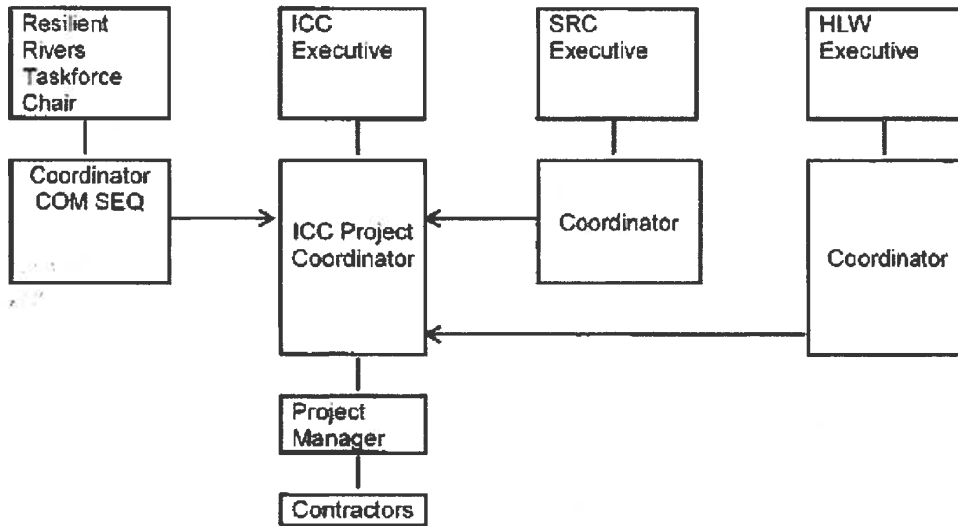 Resilient
Rivers
Taskforce
Chair
ICC
Executive
SRC
Executive
HLW
Executive
Coordinator
COM SEQ
ICC Project
Coordinator
Coordinator
Coordinator
Project
Manager
Contractors